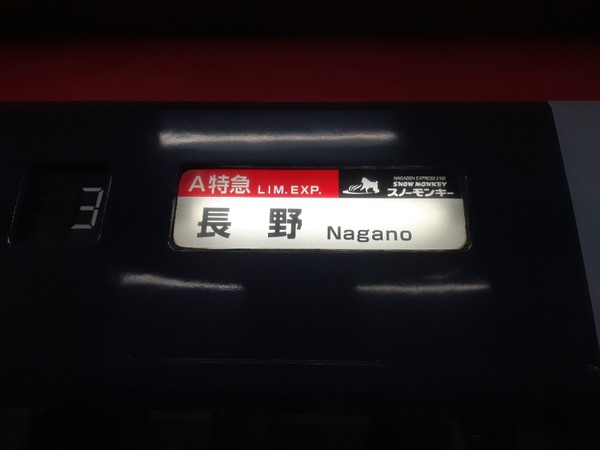 3
A特急 LIM.EXP.
NAGADEN EXPRESS 2100
SNOW MONKEY
スノーモンキー
長野 Nagano